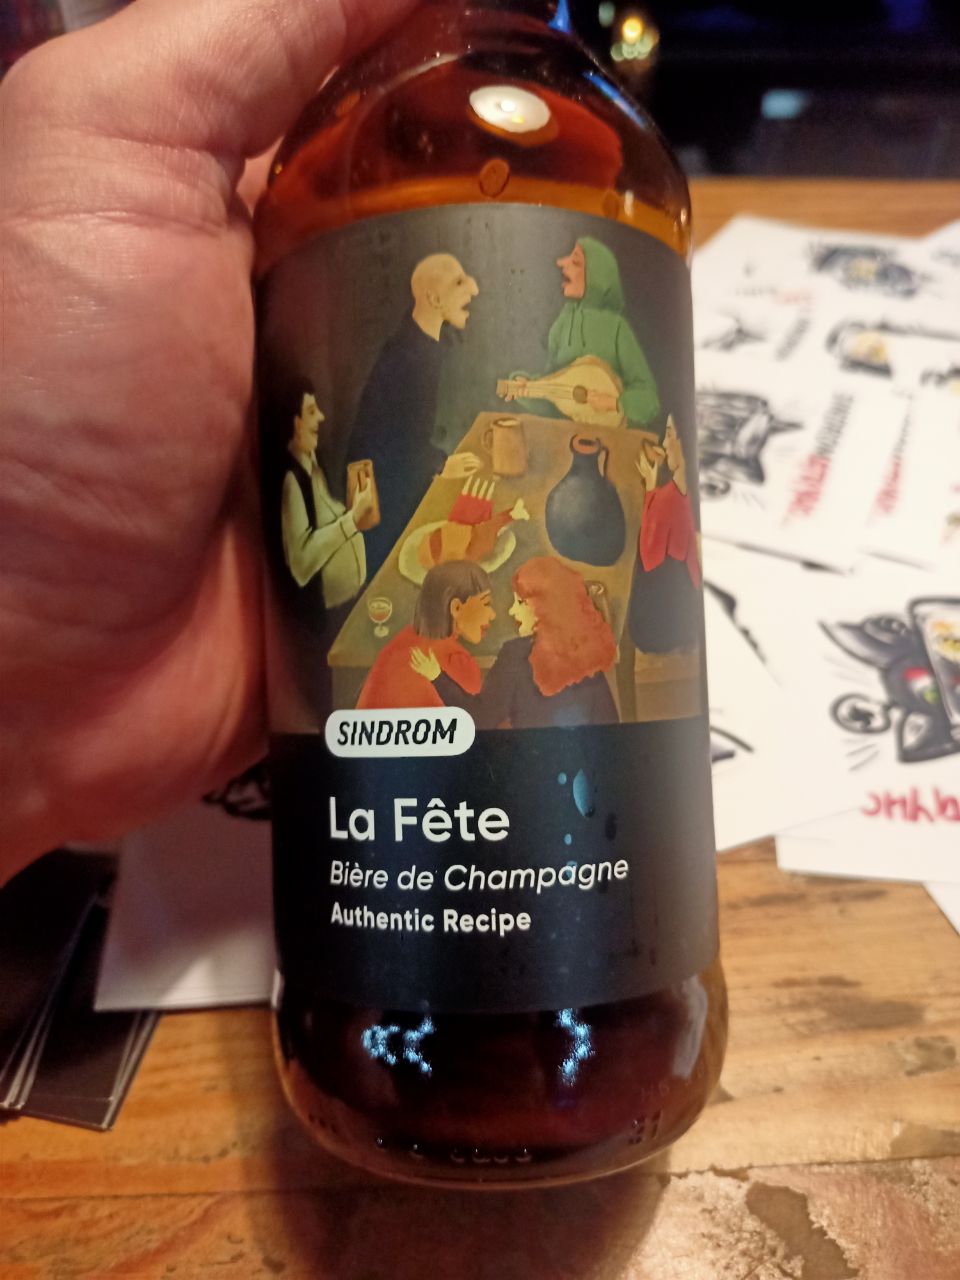 SINDROM
La Fête
Bière de Champagne
Authentic Recipe